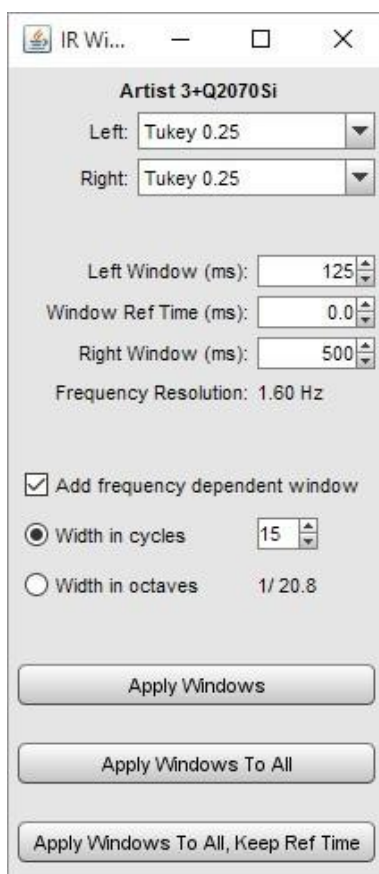 IR Wi...
Artist 3+Q2070Si
Left: Tukey 0.25
Right: Tukey 0.25
Left Window (ms): 125
Window Ref Time (ms): 0.0
Right Window (ms): 500
Frequency Resolution: 1.60 Hz
Add frequency dependent window
Width in cycles 15
Width in octaves 1/ 20.8
Apply Windows
Apply Windows To All
Apply Windows To All, Keep Ref Time